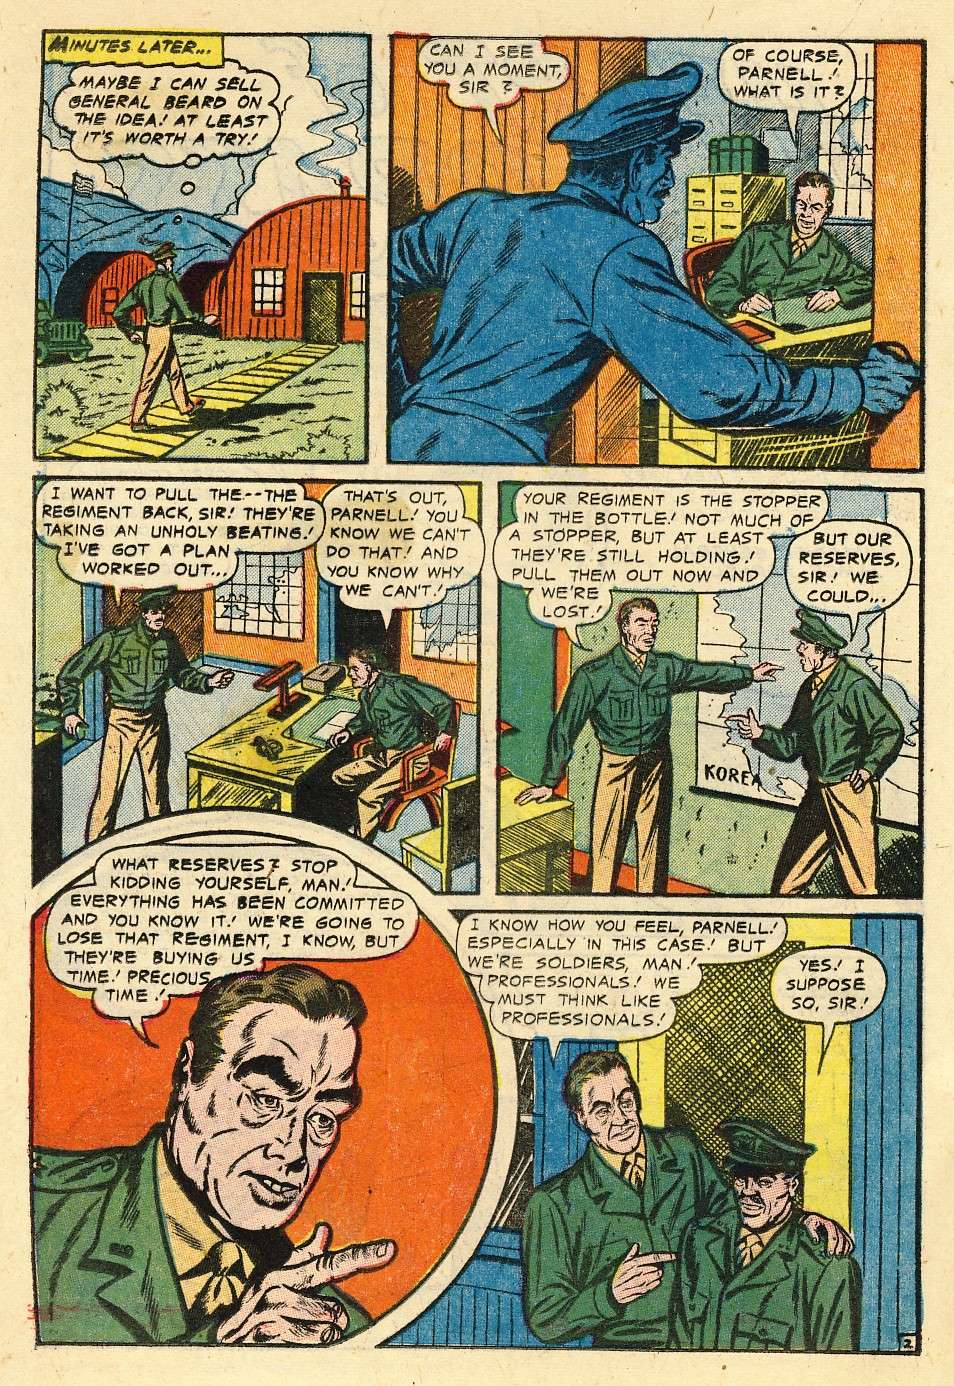 MINUTES LATER...
MAYBE I CAN SELL
GENERAL BEARD ON
THE IDEA! AT LEAST
IT'S WORTH A TRY!
CAN I SEE
YOU A MOMENT,
SIR?
OF COURSE,
PARNELL!
WHAT IS IT?
I WANT TO PULL THE--THE
REGIMENT BACK, SIR! THEY'RE
TAKING AN UNHOLY BEATING!
I'VE GOT A PLAN
WORKED OUT...
THAT'S OUT,
PARNELL! YOU
KNOW WE CAN'T
DO THAT! AND
YOU KNOW WHY
WE CAN'T!
YOUR REGIMENT IS THE STOPPER
IN THE BOTTLE! NOT MUCH OF
A STOPPER, BUT AT LEAST
THEY'RE STILL HOLDING!
PULL THEM OUT NOW AND
WE'RE
LOST!
BUT OUR
RESERVES,
SIR! WE
COULD...
KOREA
WHAT RESERVES? STOP
KIDDING YOURSELF, MAN!
EVERYTHING HAS BEEN COMMITTED
AND YOU KNOW IT! WE'RE GOING TO
LOSE THAT REGIMENT, I KNOW, BUT
THEY'RE BUYING US
TIME! PRECIOUS
TIME!
I KNOW HOW YOU FEEL, PARNELL!
ESPECIALLY IN THIS CASE! BUT
WE'RE SOLDIERS, MAN!
PROFESSIONALS! WE
MUST THINK LIKE
PROFESSIONALS!
YES! I
SUPPOSE
SO, SIR!
2